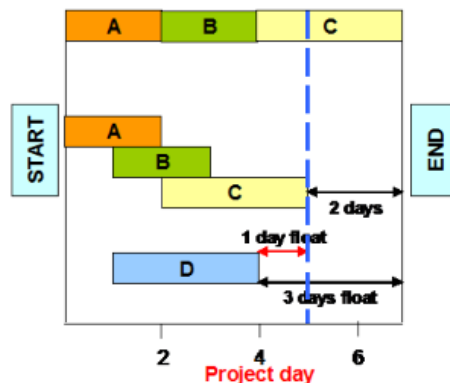 A B C
START
A
B
C
END
2 days
1 day float
D
3 days float
2 4 6
Project day